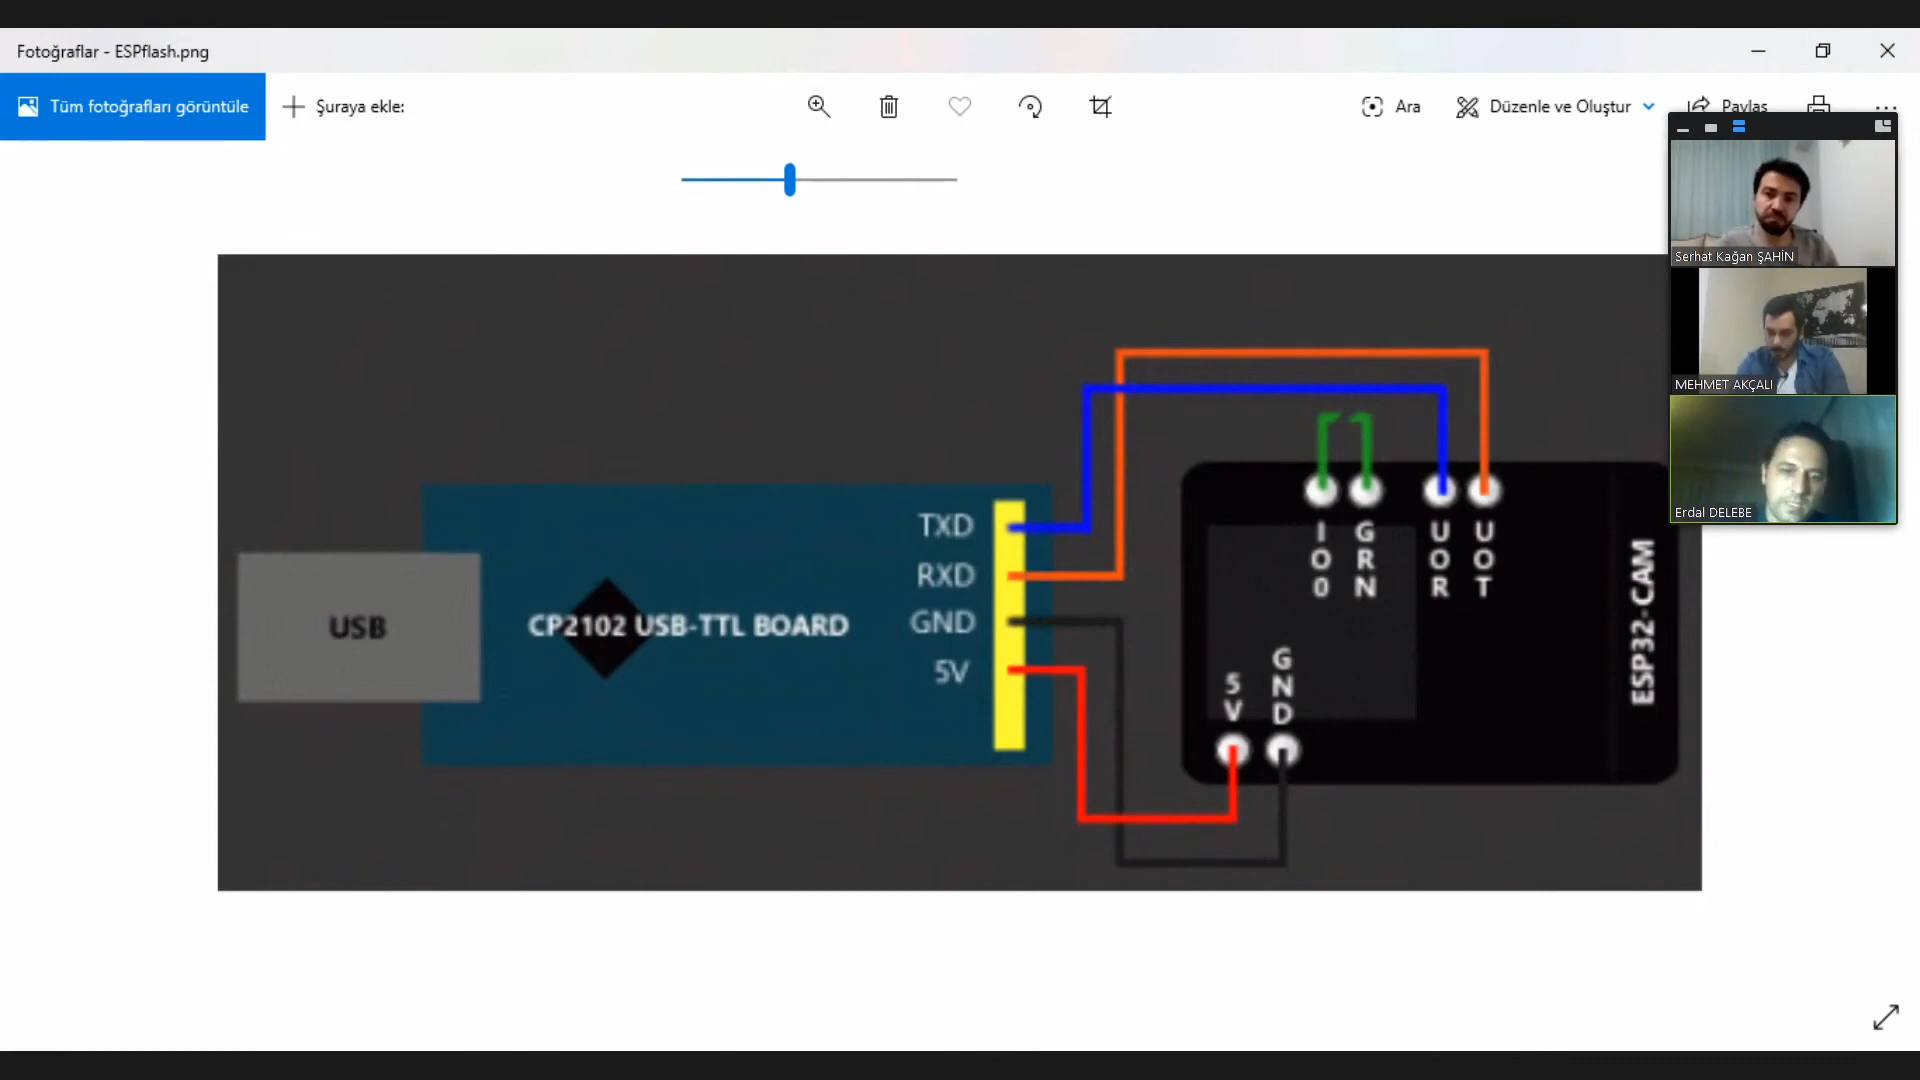 Fotoğraflar - ESPflash.png
Tüm fotoğrafları görüntüle
Şuraya ekle:
Ara
Düzenle ve Oluştur
Paylaş
Serhat Kağan ŞAHİN
MEHMET AKÇALI
Erdal DELEBE
USB
CP2102 USB-TTL BOARD
TXD
RXD
GND
5V
IO0
GRN
UOR
UOT
5V
GND
ESP32-CAM